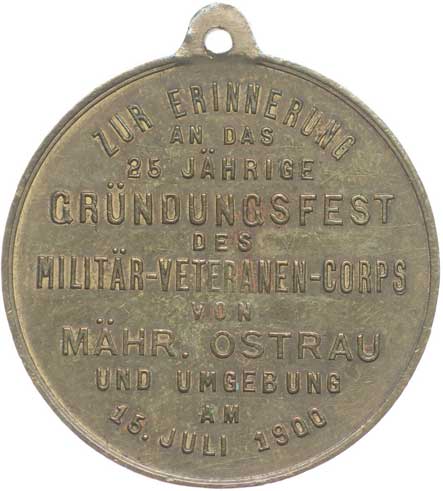 ZUR ERINNERUNG
AN DAS
25 JÄHRIGE
GRÜNDUNGSFEST
DES
MILITÄR-VETERANEN-CORPS
VON
MÄHR. OSTRAU
UND UMGEBUNG
AM
15. JULI 1900